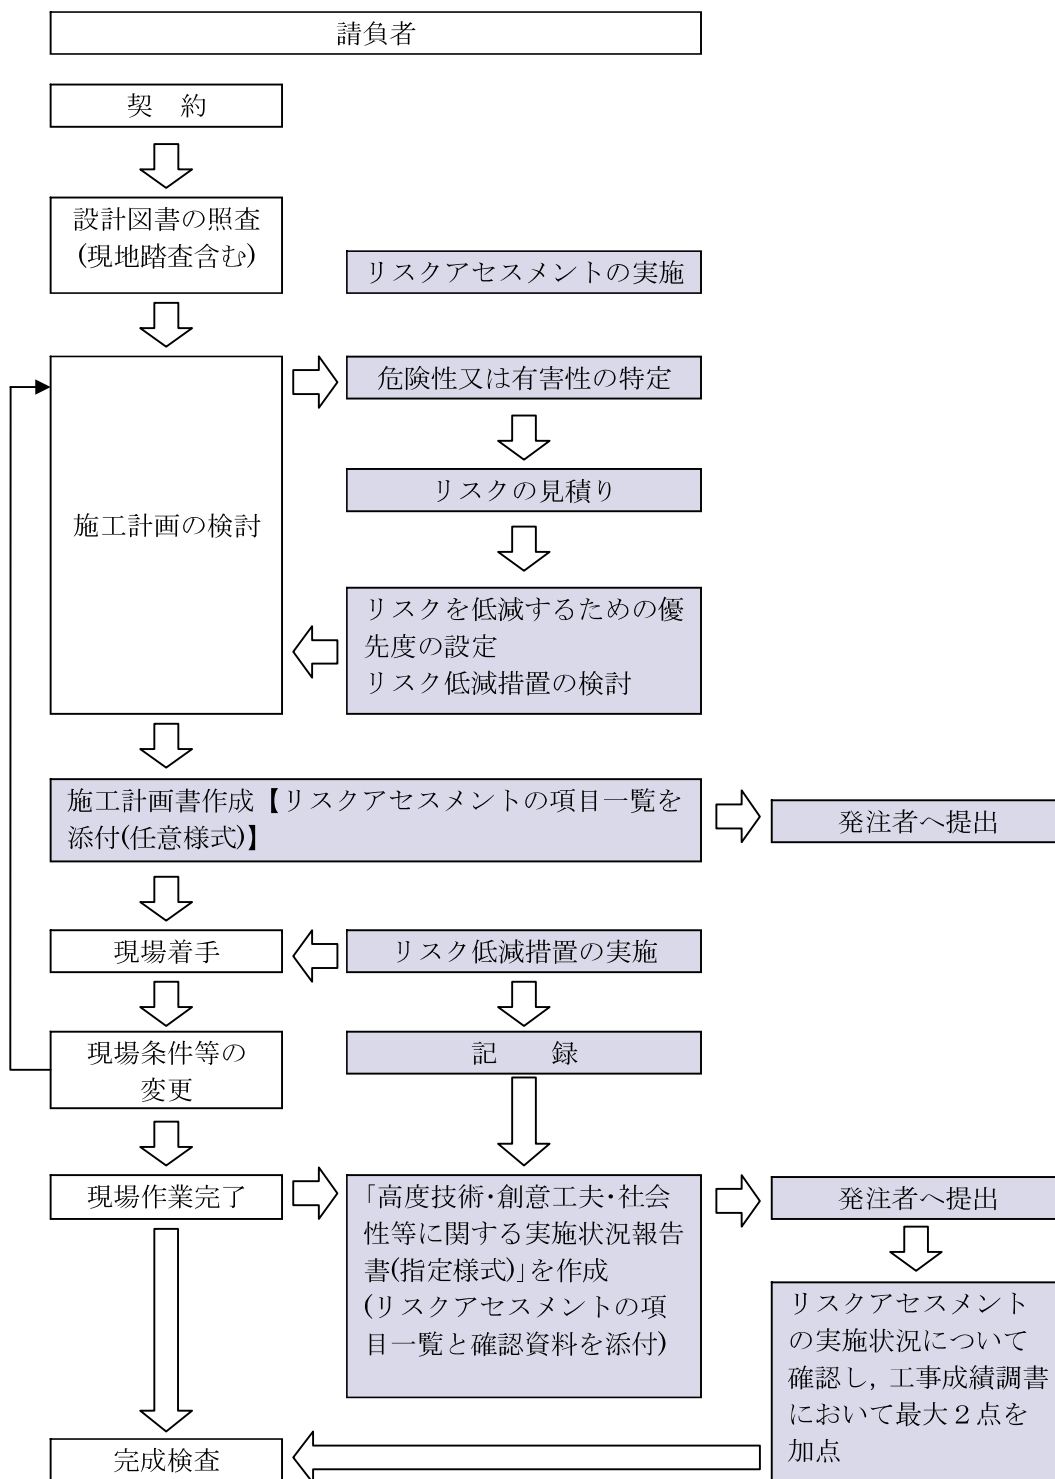 請負者
契　約
設計図書の照査
(現地踏査含む)
リスクアセスメントの実施
施工計画の検討
危険性又は有害性の特定
リスクの見積り
リスクを低減するための優
先度の設定
リスク低減措置の検討
施工計画書作成【リスクアセスメントの項目一覧を
添付(任意様式)】
発注者へ提出
現場着手
リスク低減措置の実施
現場条件等の
変更
記　　録
現場作業完了
「高度技術・創意工夫・社会
性等に関する実施状況報告
書(指定様式)」を作成
(リスクアセスメントの項
目一覧と確認資料を添付)
発注者へ提出
リスクアセスメント
の実施状況について
確認し, 工事成績調書
において最大２点を
加点
完成検査